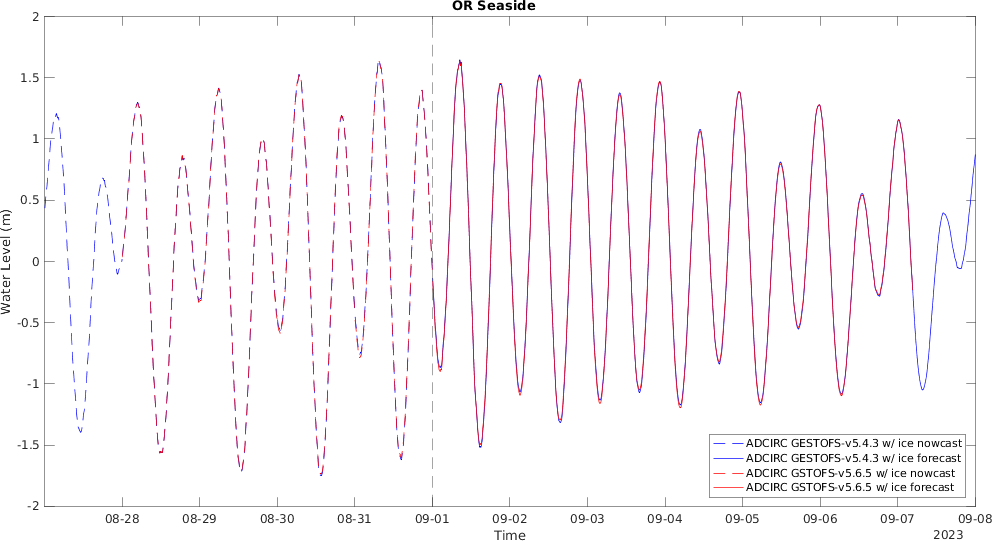 OR Seaside
2
1.5
1
0.5
0
-0.5
-1
-1.5
-2
Water Level (m)
08-28 08-29 08-30 08-31 09-01 09-02 09-03 09-04 09-05 09-06 09-07 09-08
Time
2023
ADCIRC GESTOFS-v5.4.3 w/ ice nowcast
ADCIRC GESTOFS-v5.4.3 w/ ice forecast
ADCIRC GSTOFS-v5.6.5 w/ ice nowcast
ADCIRC GSTOFS-v5.6.5 w/ ice forecast